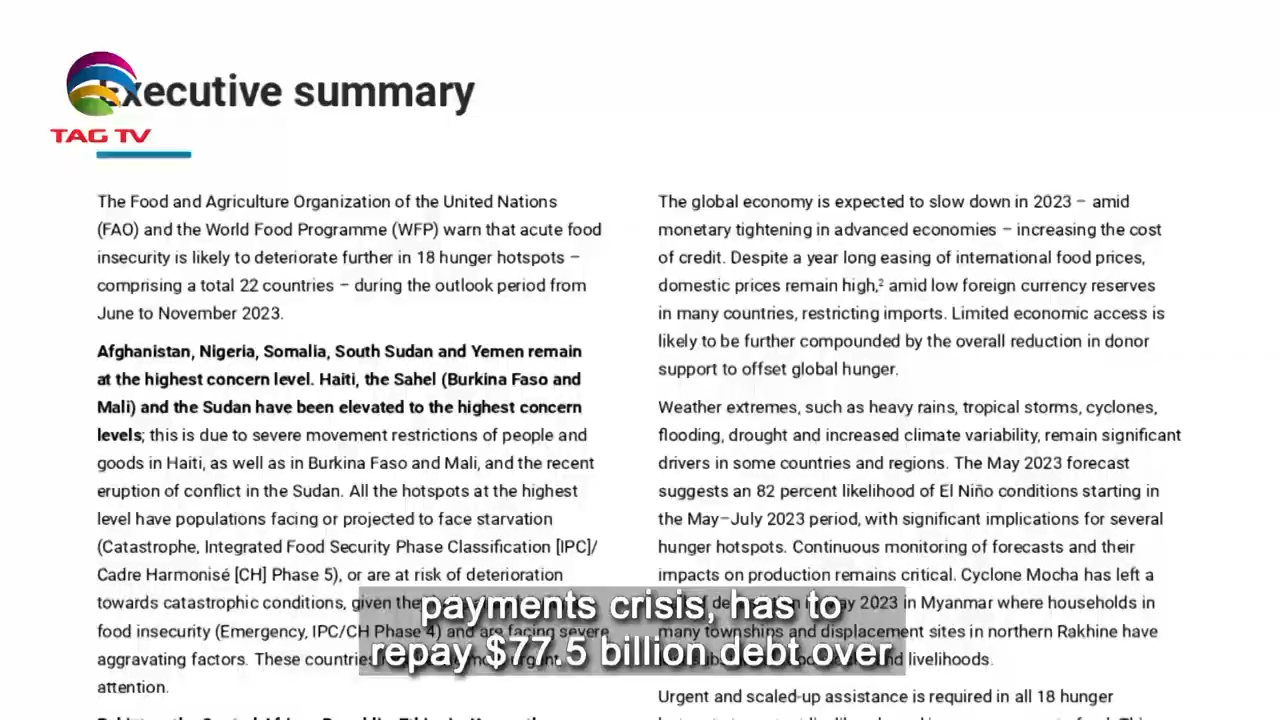 Executive summary
TAG TV
The Food and Agriculture Organization of the United Nations
(FAO) and the World Food Programme (WFP) warn that acute food
insecurity is likely to deteriorate further in 18 hunger hotspots –
comprising a total 22 countries – during the outlook period from
June to November 2023.
Afghanistan, Nigeria, Somalia, South Sudan and Yemen remain
at the highest concern level. Haiti, the Sahel (Burkina Faso and
Mali) and the Sudan have been elevated to the highest concern
levels; this is due to severe movement restrictions of people and
goods in Haiti, as well as in Burkina Faso and Mali, and the recent
eruption of conflict in the Sudan. All the hotspots at the highest
level have populations facing or projected to face starvation
(Catastrophe, Integrated Food Security Phase Classification [IPC]/
Cadre Harmonisé [CH] Phase 5), or are at risk of deterioration
towards catastrophic conditions, given the
food insecurity (Emergency, IPC/CH Phase 4) and are facing severe
aggravating factors. These countries urgent
attention.
The global economy is expected to slow down in 2023 – amid
monetary tightening in advanced economies – increasing the cost
of credit. Despite a year long easing of international food prices,
domestic prices remain high,² amid low foreign currency reserves
in many countries, restricting imports. Limited economic access is
likely to be further compounded by the overall reduction in donor
support to offset global hunger.
Weather extremes, such as heavy rains, tropical storms, cyclones,
flooding, drought and increased climate variability, remain significant
drivers in some countries and regions. The May 2023 forecast
suggests an 82 percent likelihood of El Niño conditions starting in
the May–July 2023 period, with significant implications for several
hunger hotspots. Continuous monitoring of forecasts and their
impacts on production remains critical. Cyclone Mocha has left a
2023 in Myanmar where households in
many townships and displacement sites in northern Rakhine have
livelihoods.
Urgent and scaled-up assistance is required in all 18 hunger
payments crisis, has to
repay $77.5 billion debt over